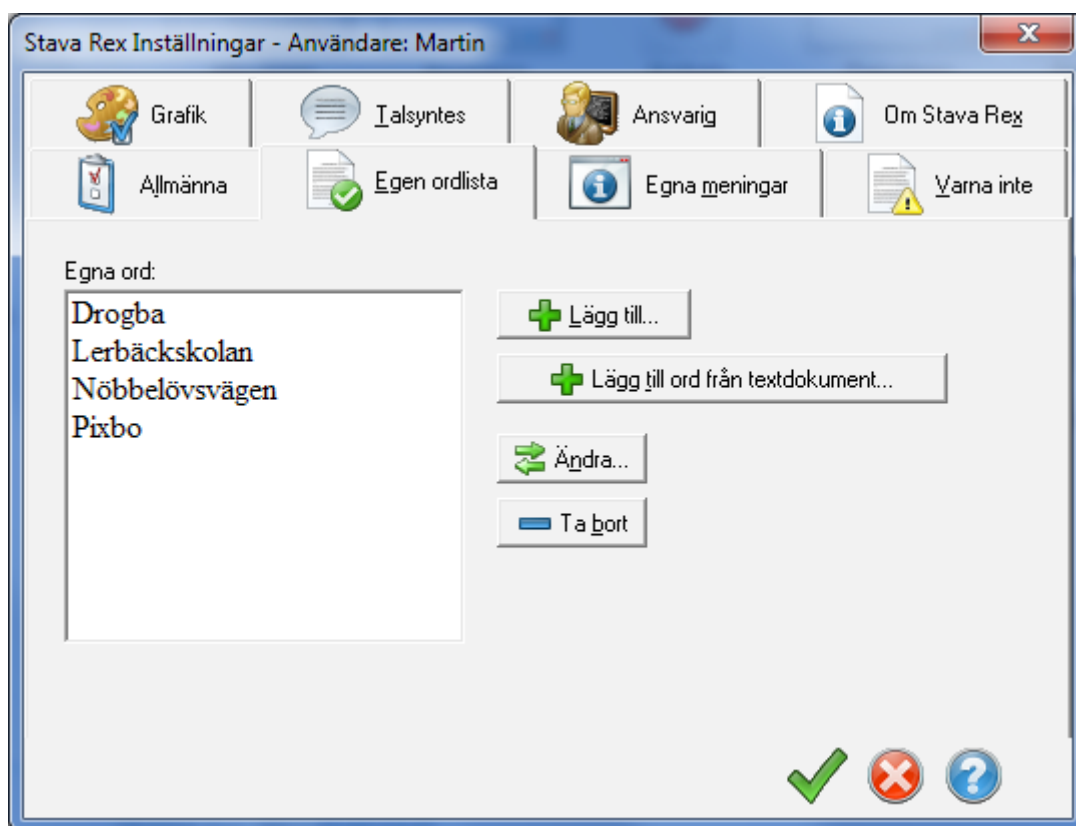 Stava Rex Inställningar - Användare: Martin
Grafik
Talsyntes
Ansvarig
Om Stava Rex
Allmänna
Egen ordlista
Egna meningar
Varna inte
Egna ord:
Drogba
Lerbäckskolan
Nöbbelövsvägen
Pixbo
Lägg till...
Lägg till ord från textdokument...
Ändra...
Ta bort